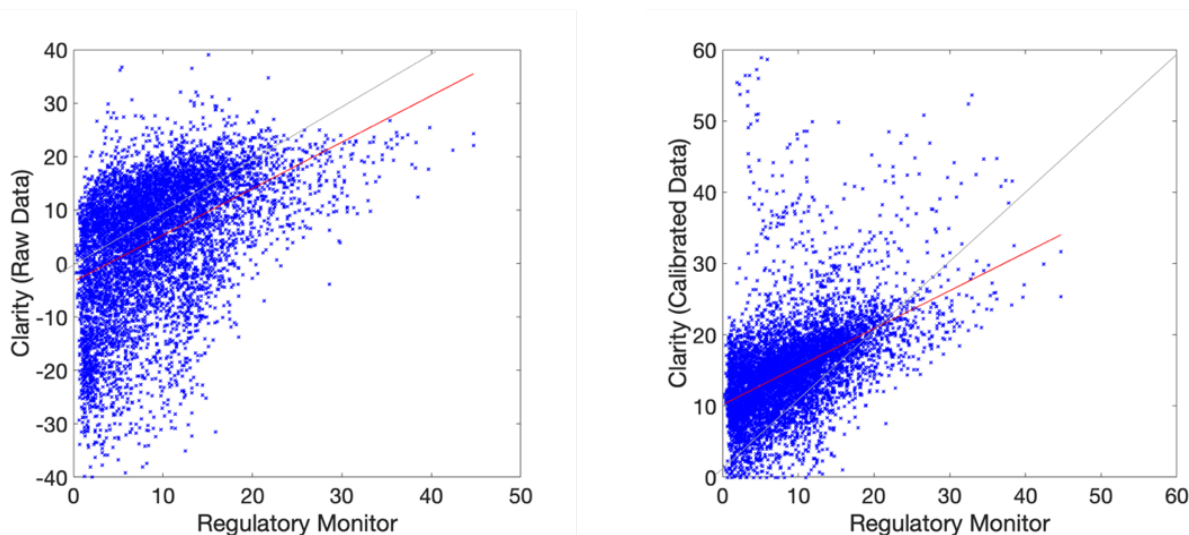 40
30
20
10
0
-10
-20
-30
-40
Clarity (Raw Data)
0 10 20 30 40 50
Regulatory Monitor
60
50
40
30
20
10
0
Clarity (Calibrated Data)
0 10 20 30 40 50 60
Regulatory Monitor